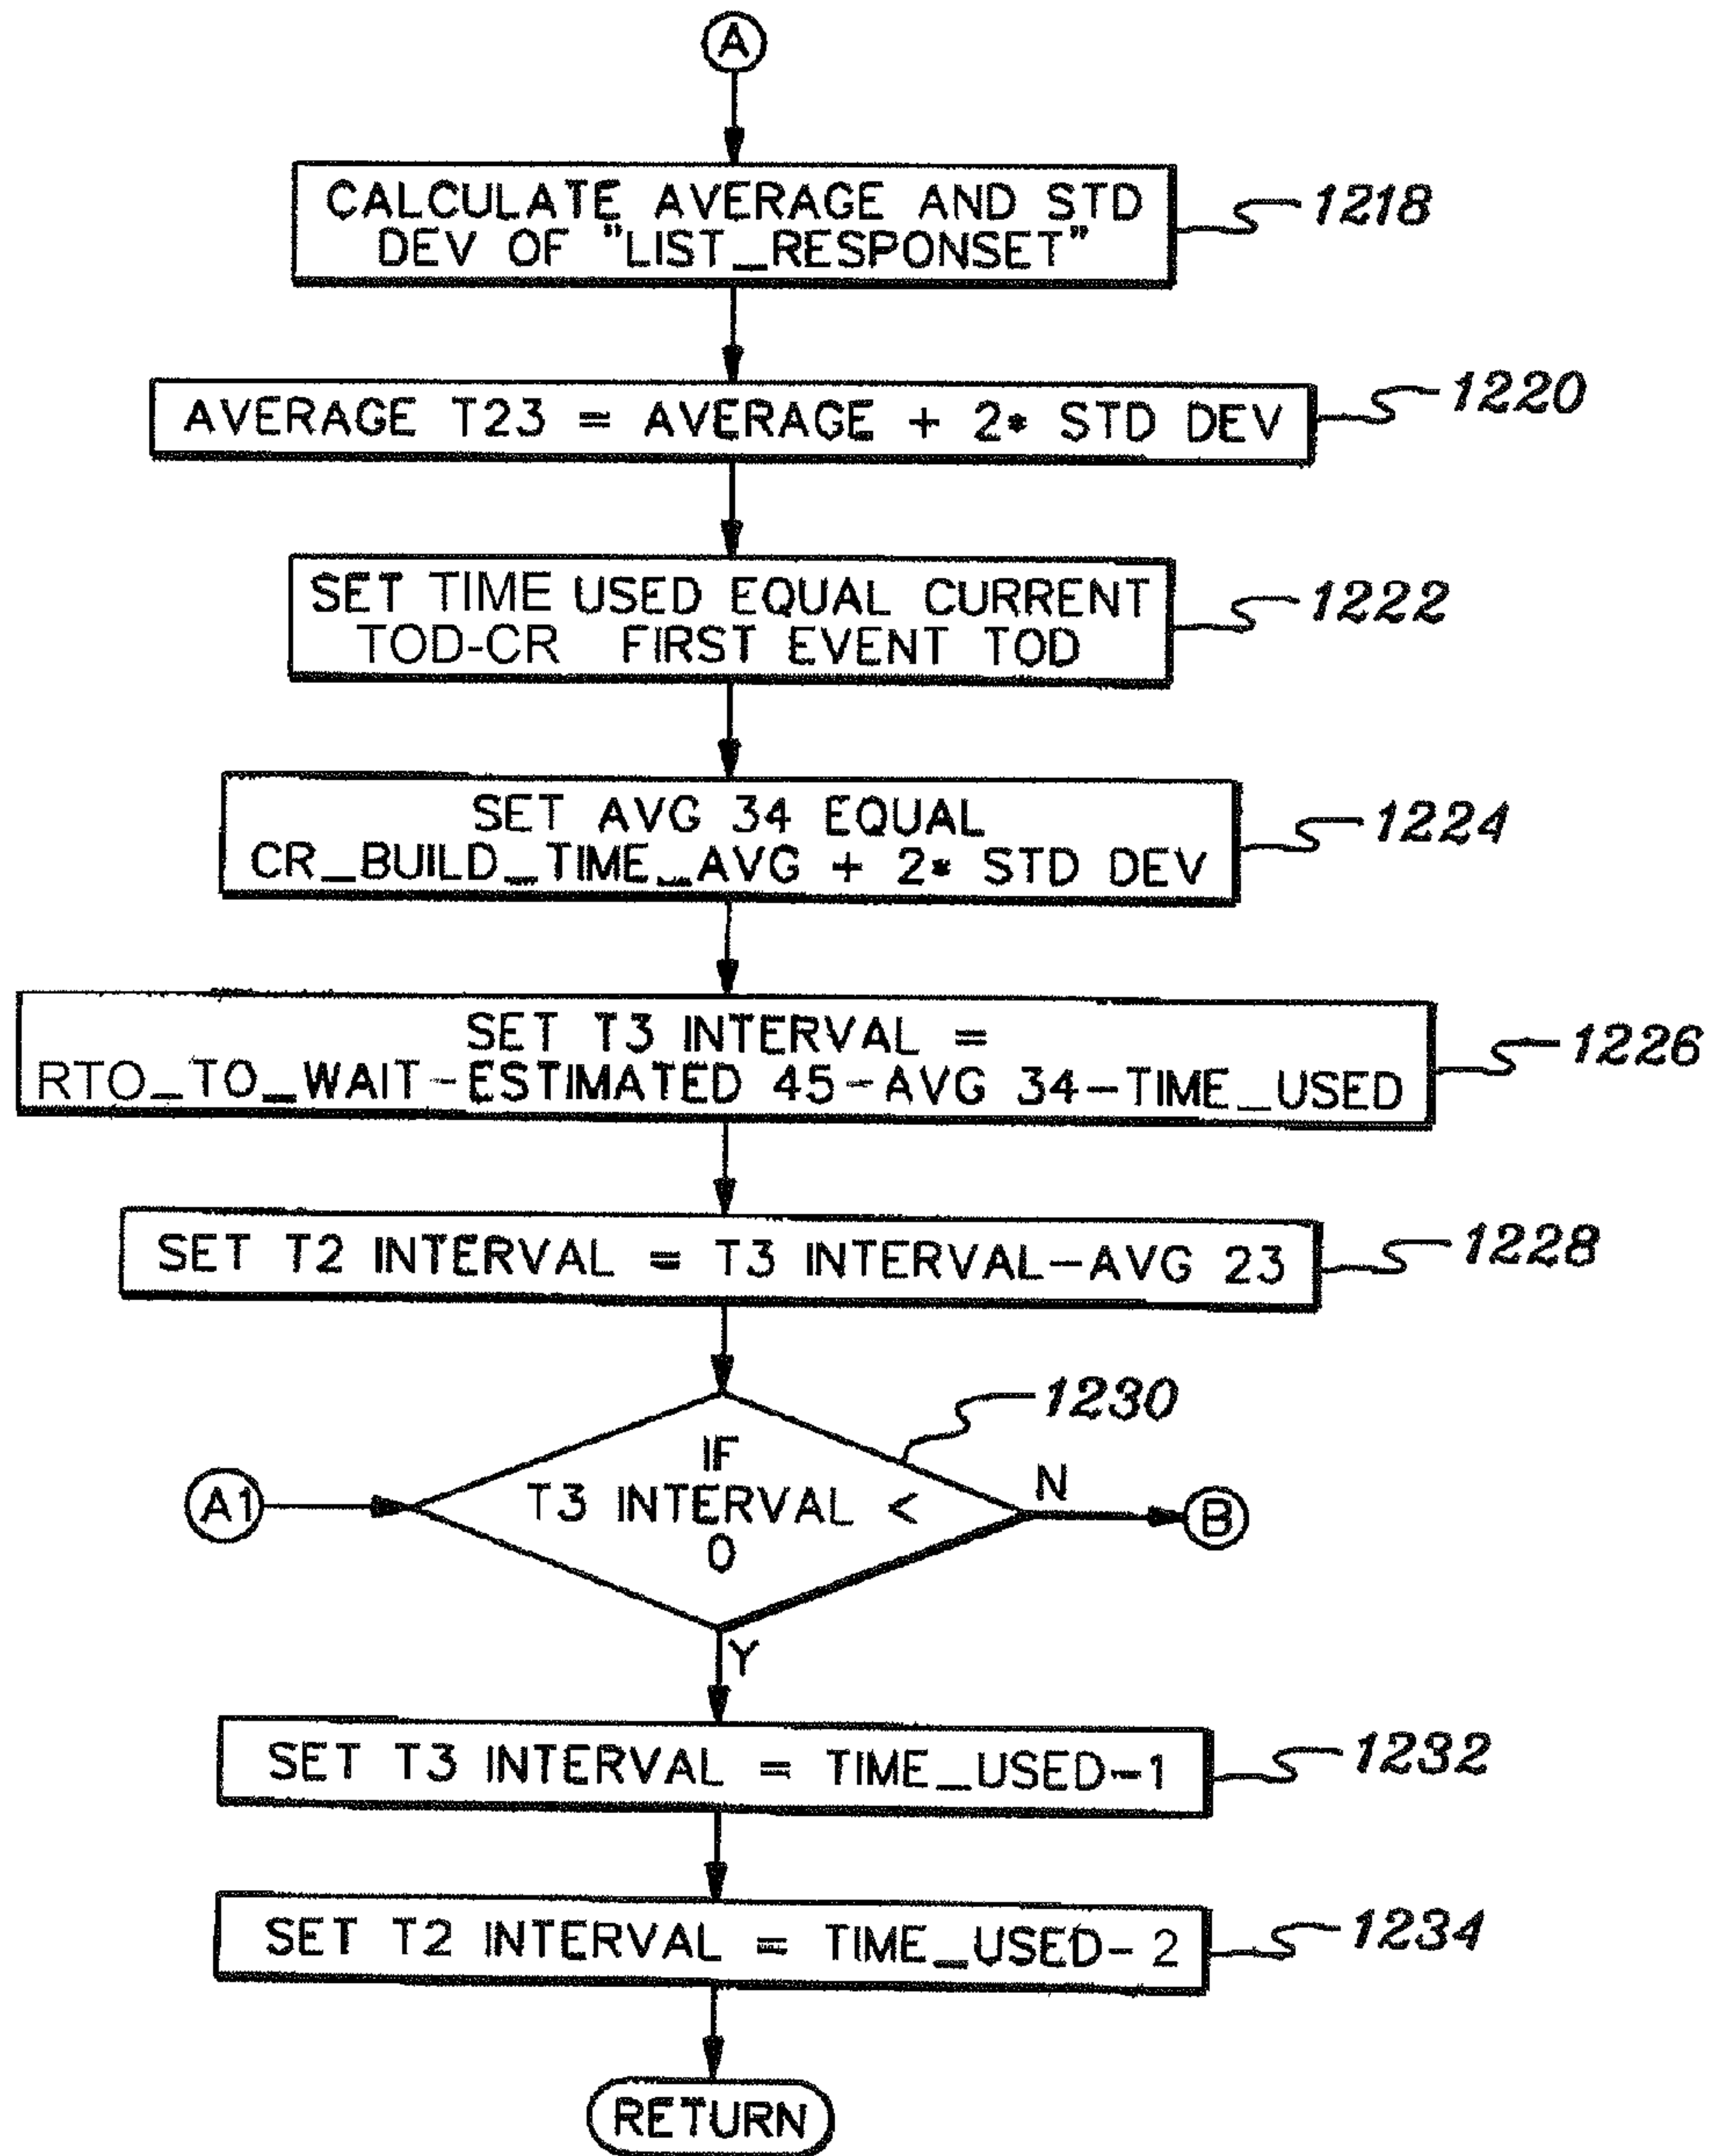 A
CALCULATE AVERAGE AND STD
DEV OF "LIST_RESPONSET"
1218
AVERAGE T23 = AVERAGE + 2* STD DEV
1220
SET TIME USED EQUAL CURRENT
TOD-CR FIRST EVENT TOD
1222
SET AVG 34 EQUAL
CR_BUILD_TIME_AVG + 2* STD DEV
1224
SET T3 INTERVAL =
RTO_TO_WAIT-ESTIMATED 45-AVG 34-TIME_USED
1226
SET T2 INTERVAL = T3 INTERVAL-AVG 23
1228
1230
IF
T3 INTERVAL <
0
A1
N
B
Y
SET T3 INTERVAL = TIME_USED-1
1232
SET T2 INTERVAL = TIME_USED-2
1234
RETURN